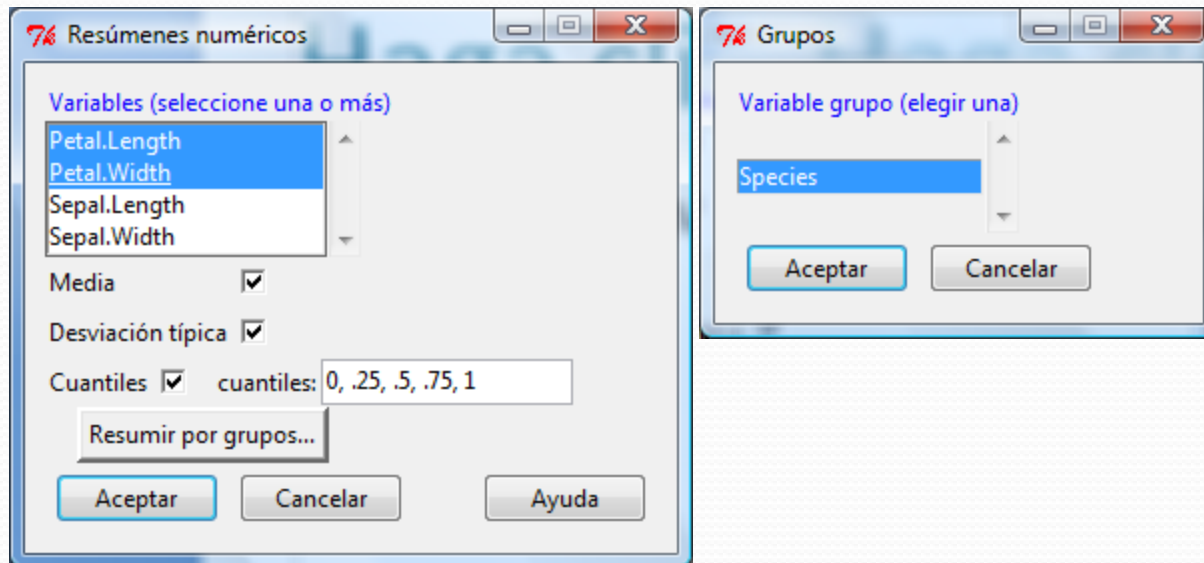 Resúmenes numéricos
Variables (seleccione una o más)
Petal.Length
Petal.Width
Sepal.Length
Sepal.Width
Media
Desviación típica
Cuantiles cuantiles: 0, .25, .5, .75, 1
Resumir por grupos...
Aceptar Cancelar Ayuda
Grupos
Variable grupo (elegir una)
Species
Aceptar Cancelar